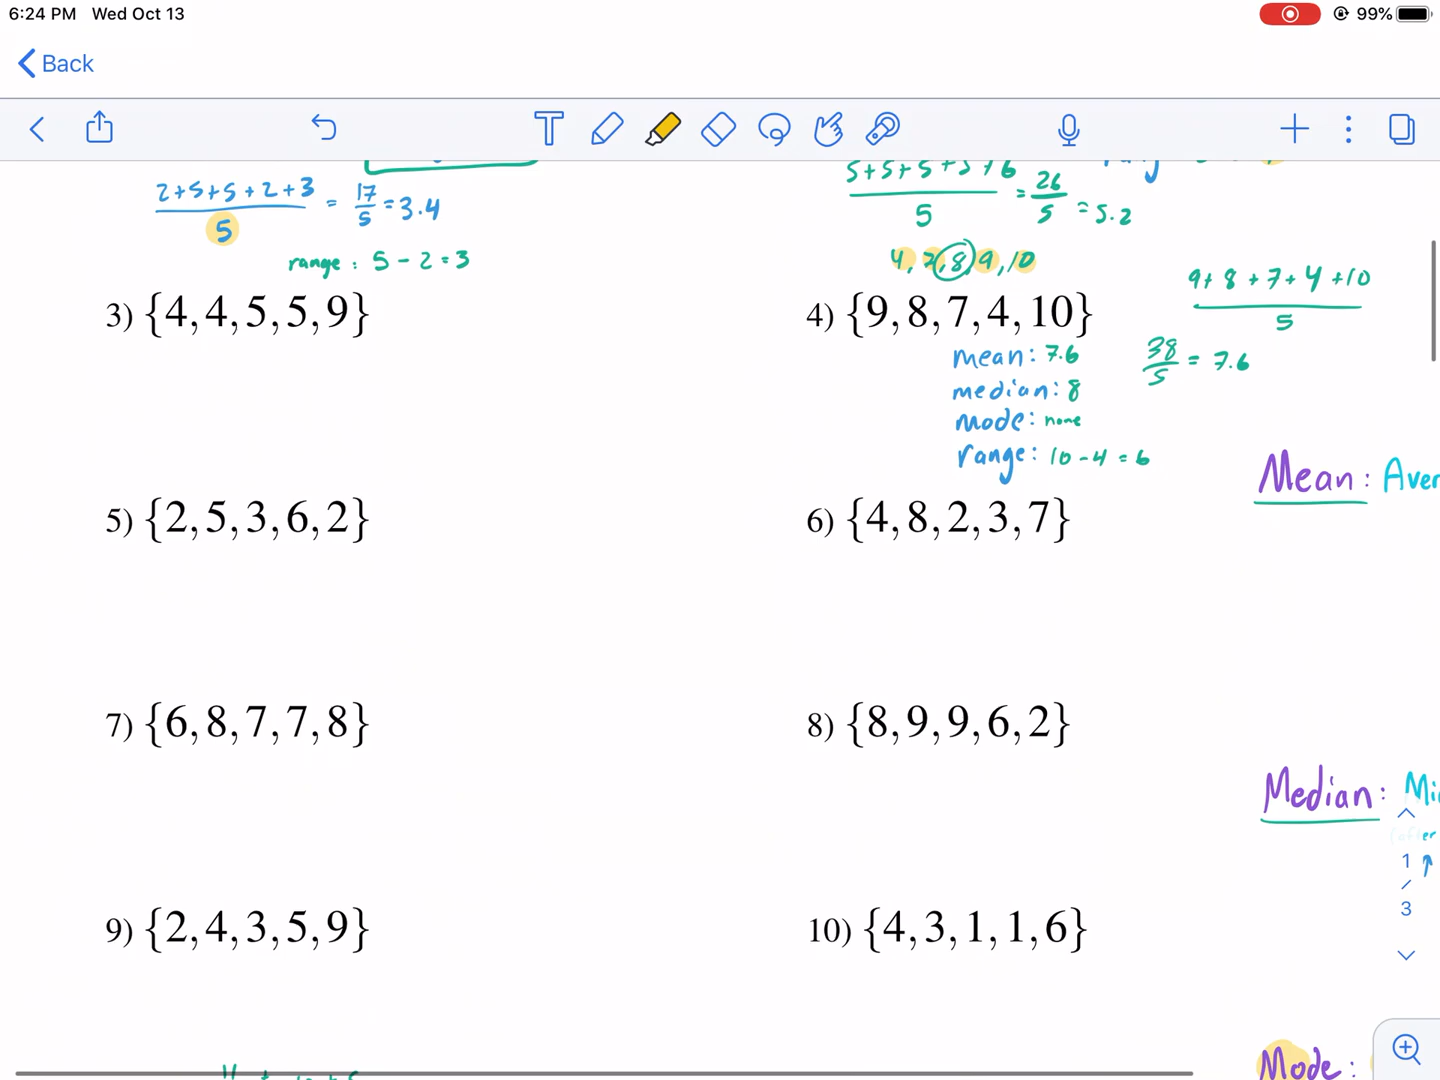 6:24 PM Wed Oct 13
99%
Back
2+5+5+2+3
5
= 17/5 = 3.4
range: 5 - 2 = 3
5
= 26/5 = 5.2
4, 7, 8, 9, 10
3) {4, 4, 5, 5, 9}
4) {9, 8, 7, 4, 10}
9+ 8 +7+ 4 +10
5
mean: 7.6
38/5 = 7.6
median: 8
mode: none
range: 10 - 4 = 6
Mean: Aver
5) {2, 5, 3, 6, 2}
6) {4, 8, 2, 3, 7}
7) {6, 8, 7, 7, 8}
8) {8, 9, 9, 6, 2}
Median: Mi
1
/
3
9) {2, 4, 3, 5, 9}
10) {4, 3, 1, 1, 6}
Mode: